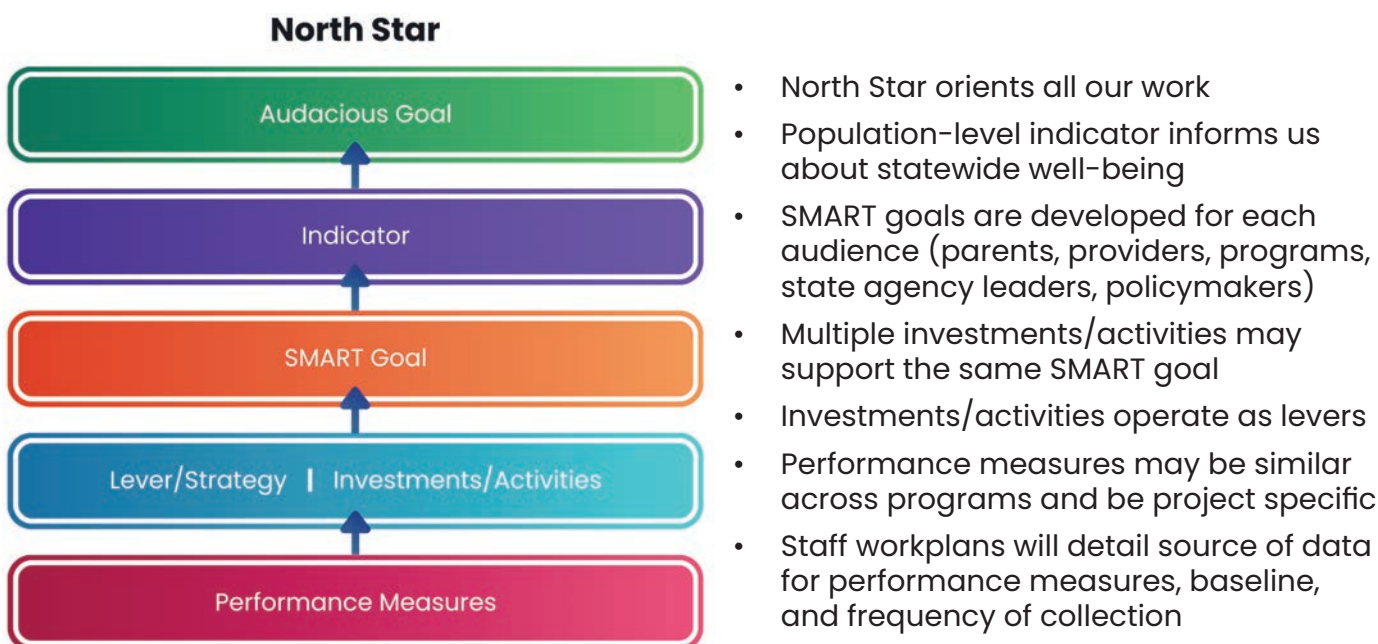 North Star
Audacious Goal
Indicator
SMART Goal
Lever/Strategy | Investments/Activities
Performance Measures
• North Star orients all our work
• Population-level indicator informs us
about statewide well-being
• SMART goals are developed for each
audience (parents, providers, programs,
state agency leaders, policymakers)
• Multiple investments/activities may
support the same SMART goal
• Investments/activities operate as levers
• Performance measures may be similar
across programs and be project specific
• Staff workplans will detail source of data
for performance measures, baseline,
and frequency of collection